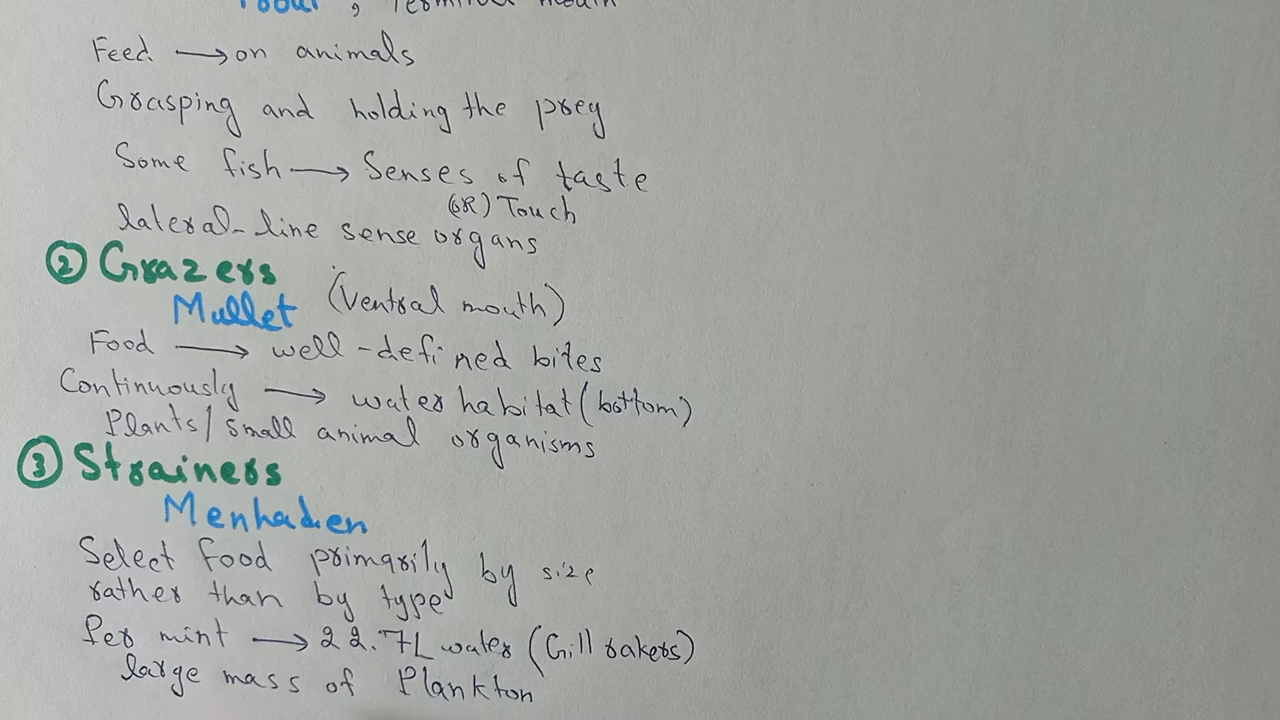 , Terminal mouth
Feed → on animals
Grasping and holding the prey
Some fish → Senses of taste
(OR) Touch
lateral-line sense organs
② Grazers
Mullet (Ventral mouth)
Food → well-defined bites
Continuously → water habitat (bottom)
Plants/small animal organisms
③ Strainers
Menhaden
Select food primarily by size
rather than by type
Per mint → 22.7L water (Gill rakers)
large mass of Plankton